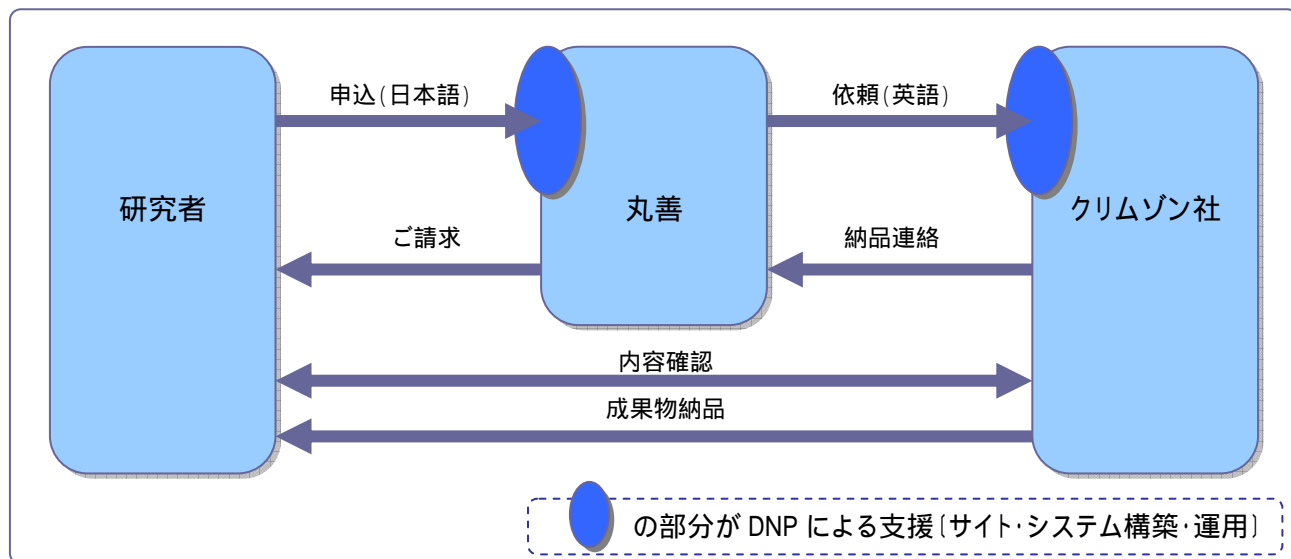 申込(日本語)
依頼(英語)
研究者
丸善
クリムゾン社
ご請求
納品連絡
内容確認
成果物納品
の部分が DNP による支援〔サイト・システム構築・運用〕